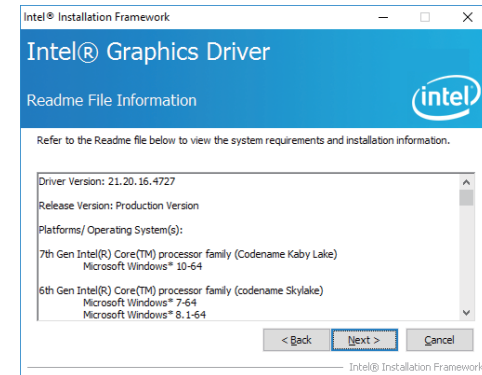 Intel® Installation Framework
Intel® Graphics Driver
Readme File Information
intel
Refer to the Readme file below to view the system requirements and installation information.
Driver Version: 21.20.16.4727
Release Version: Production Version
Platforms/ Operating System(s):
7th Gen Intel(R) Core(TM) processor family (Codename Kaby Lake)
Microsoft Windows* 10-64
6th Gen Intel(R) Core(TM) processor family (codename Skylake)
Microsoft Windows* 7-64
Microsoft Windows* 8.1-64
< Back Next > Cancel
Intel® Installation Framework